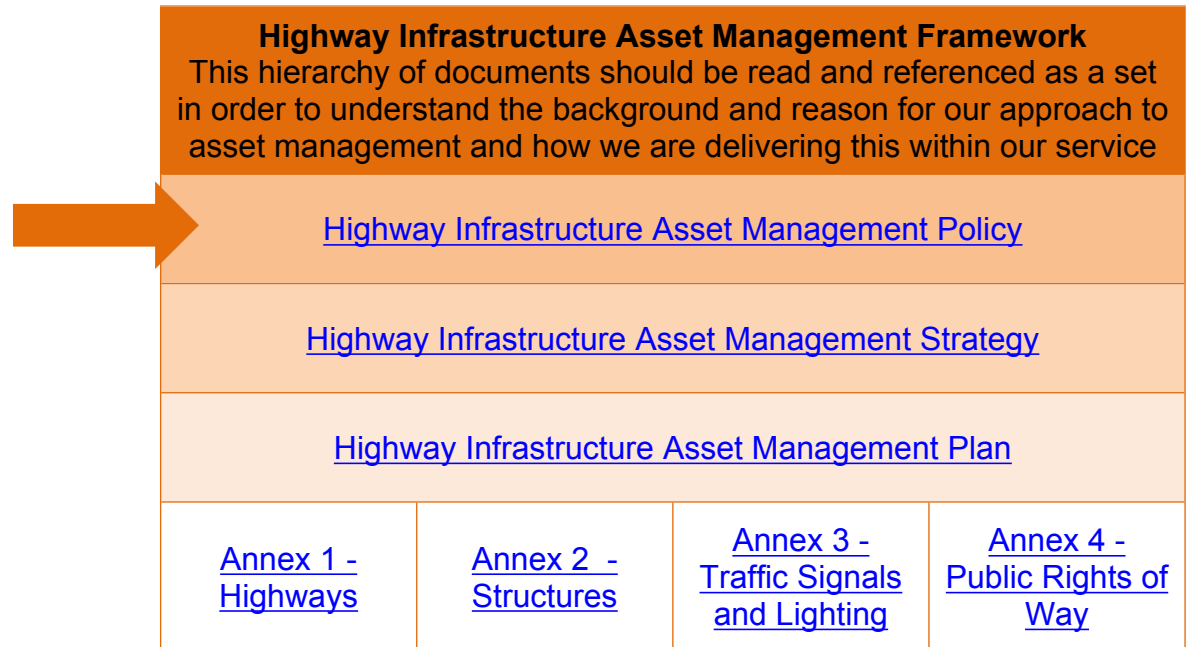 Highway Infrastructure Asset Management Framework
This hierarchy of documents should be read and referenced as a set
in order to understand the background and reason for our approach to
asset management and how we are delivering this within our service
Highway Infrastructure Asset Management Policy
Highway Infrastructure Asset Management Strategy
Highway Infrastructure Asset Management Plan
Annex 1 -
Highways
Annex 2 -
Structures
Annex 3 -
Traffic Signals
and Lighting
Annex 4 -
Public Rights of
Way